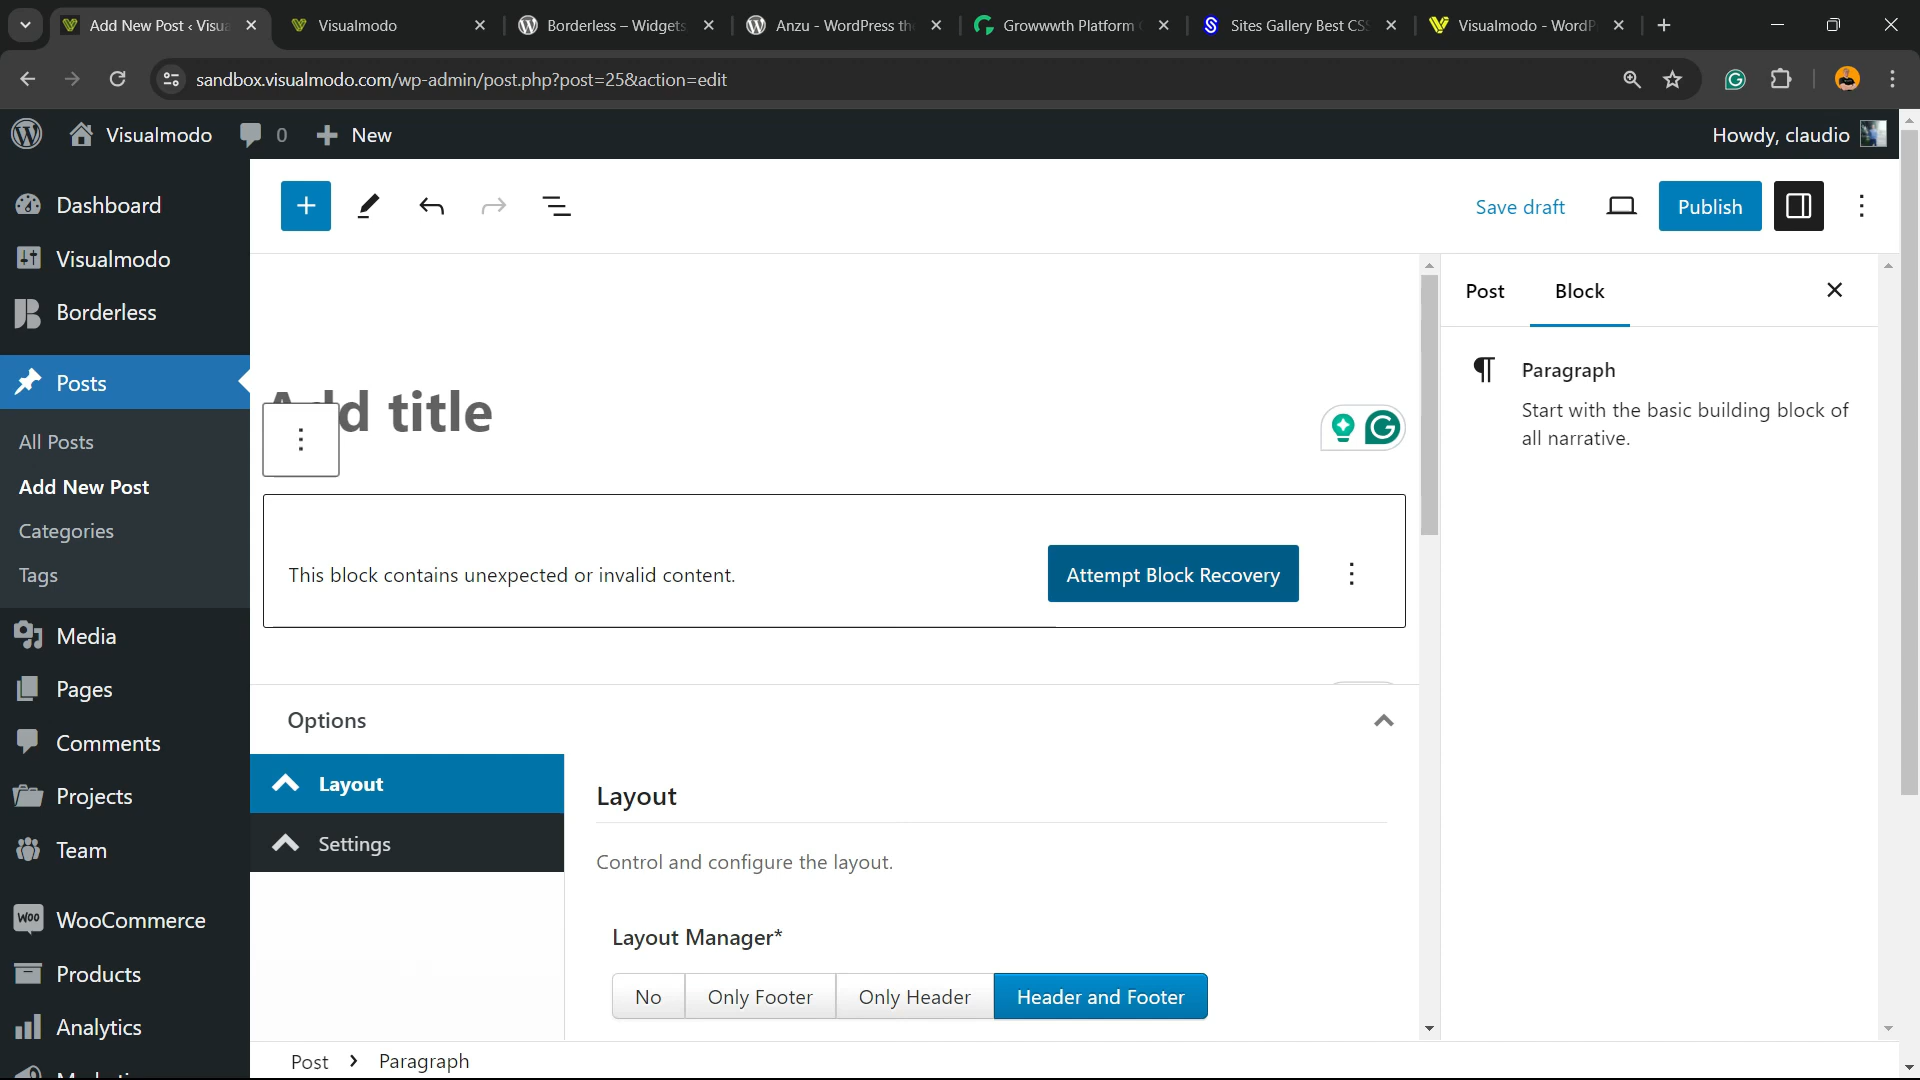 Add New Post ‹ Visua
Visualmodo
Borderless – Widgets
Anzu - WordPress th
Growwwth Platform
Sites Gallery Best CSS
Visualmodo - WordP
sandbox.visualmodo.com/wp-admin/post.php?post=25&action=edit
Visualmodo
0
New
Howdy, claudio
Dashboard
Visualmodo
Borderless
Posts
All Posts
Add New Post
Categories
Tags
Media
Pages
Comments
Projects
Team
WooCommerce
Products
Analytics
Save draft
Publish
Add title
This block contains unexpected or invalid content.
Attempt Block Recovery
Options
Layout
Settings
Layout
Control and configure the layout.
Layout Manager*
No
Only Footer
Only Header
Header and Footer
Post
Paragraph
Post
Block
Paragraph
Start with the basic building block of
all narrative.